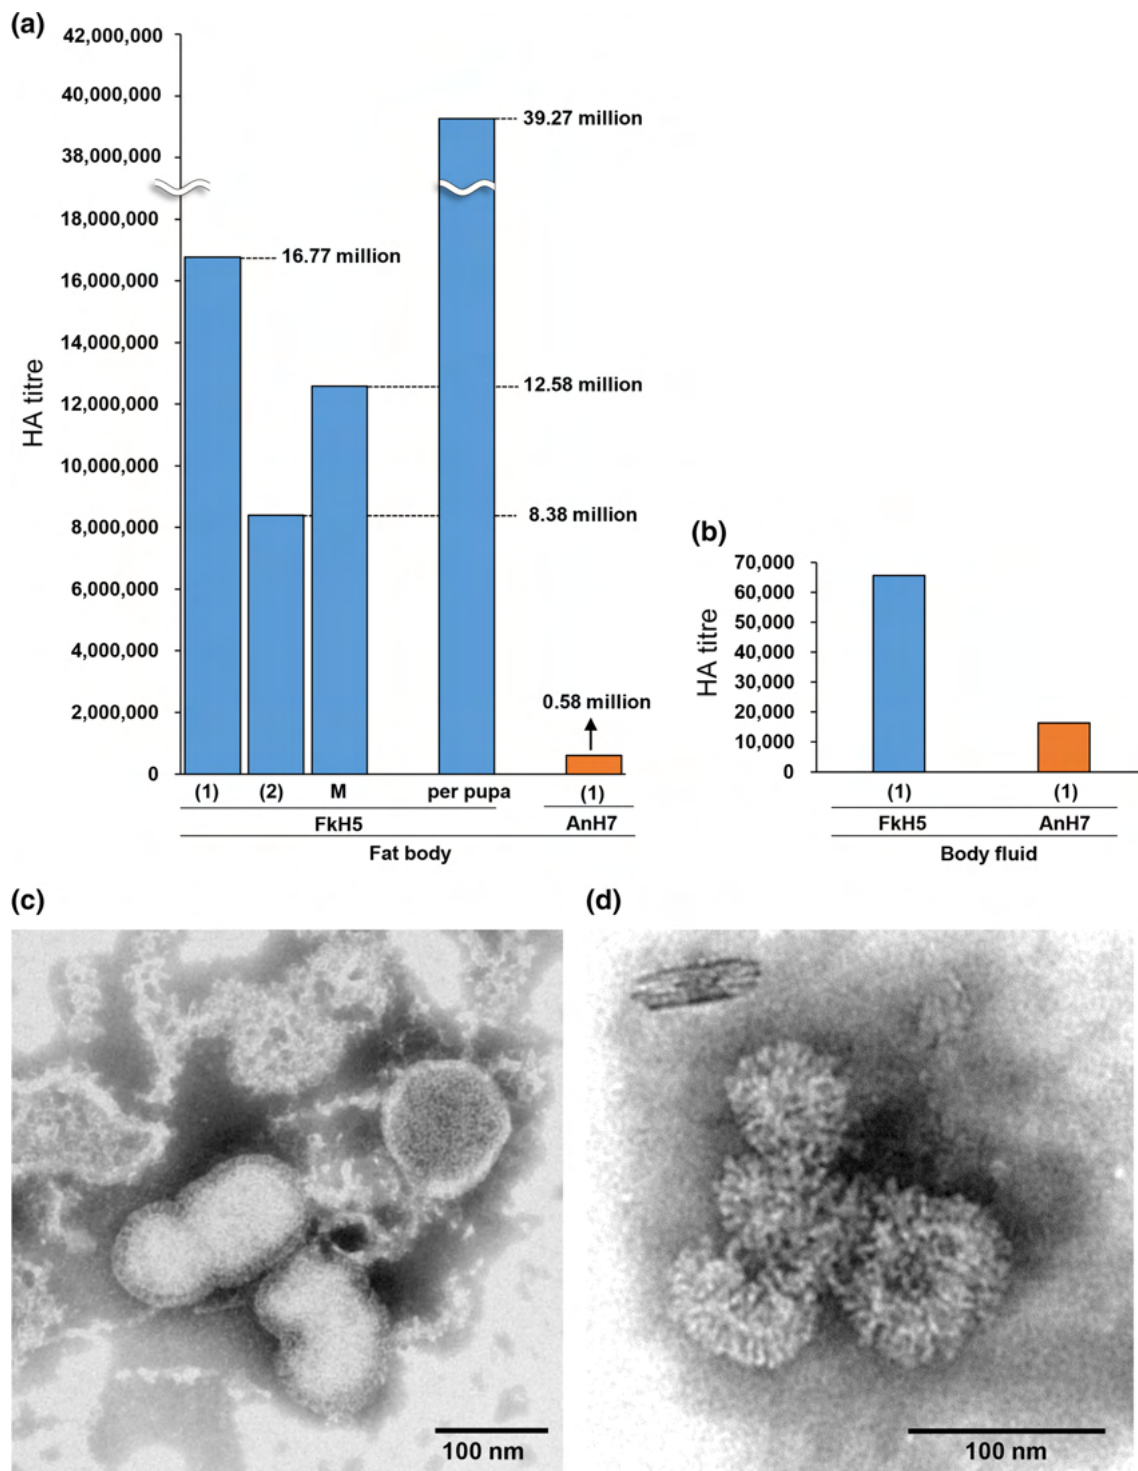 (a)
42,000,000
40,000,000
39.27 million
38,000,000
18,000,000
16.77 million
16,000,000
14,000,000
12.58 million
12,000,000
HA titre
10,000,000
8.38 million
8,000,000
6,000,000
4,000,000
2,000,000
0.58 million
0
(1) (2) M per pupa (1)
FkH5 AnH7
Fat body
(b)
70,000
60,000
50,000
40,000
HA titre
30,000
20,000
10,000
0
(1) (1)
FkH5 AnH7
Body fluid
(c)
100 nm
(d)
100 nm